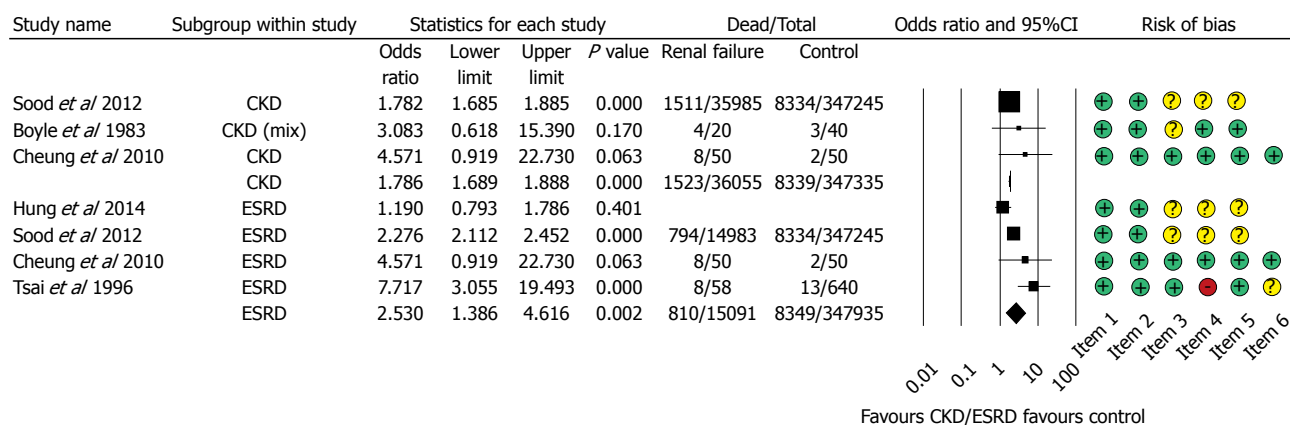 Study name Subgroup within study Statistics for each study Dead/Total Odds ratio and 95%CI Risk of bias
Odds Lower Upper P value Renal failure Control
ratio limit limit
Sood et al 2012 CKD 1.782 1.685 1.885 0.000 1511/35985 8334/347245 + + ? ? ?
Boyle et al 1983 CKD (mix) 3.083 0.618 15.390 0.170 4/20 3/40 + + ? + +
Cheung et al 2010 CKD 4.571 0.919 22.730 0.063 8/50 2/50 + + + + + +
CKD 1.786 1.689 1.888 0.000 1523/36055 8339/347335
Hung et al 2014 ESRD 1.190 0.793 1.786 0.401 + + ? ? ?
Sood et al 2012 ESRD 2.276 2.112 2.452 0.000 794/14983 8334/347245 + + ? ? ?
Cheung et al 2010 ESRD 4.571 0.919 22.730 0.063 8/50 2/50 + + + + + +
Tsai et al 1996 ESRD 7.717 3.055 19.493 0.000 8/58 13/640 + + + - + ?
ESRD 2.530 1.386 4.616 0.002 810/15091 8349/347935
Item 1 Item 2 Item 3 Item 4 Item 5 Item 6
0.01 0.1 1 10 100
Favours CKD/ESRD favours control